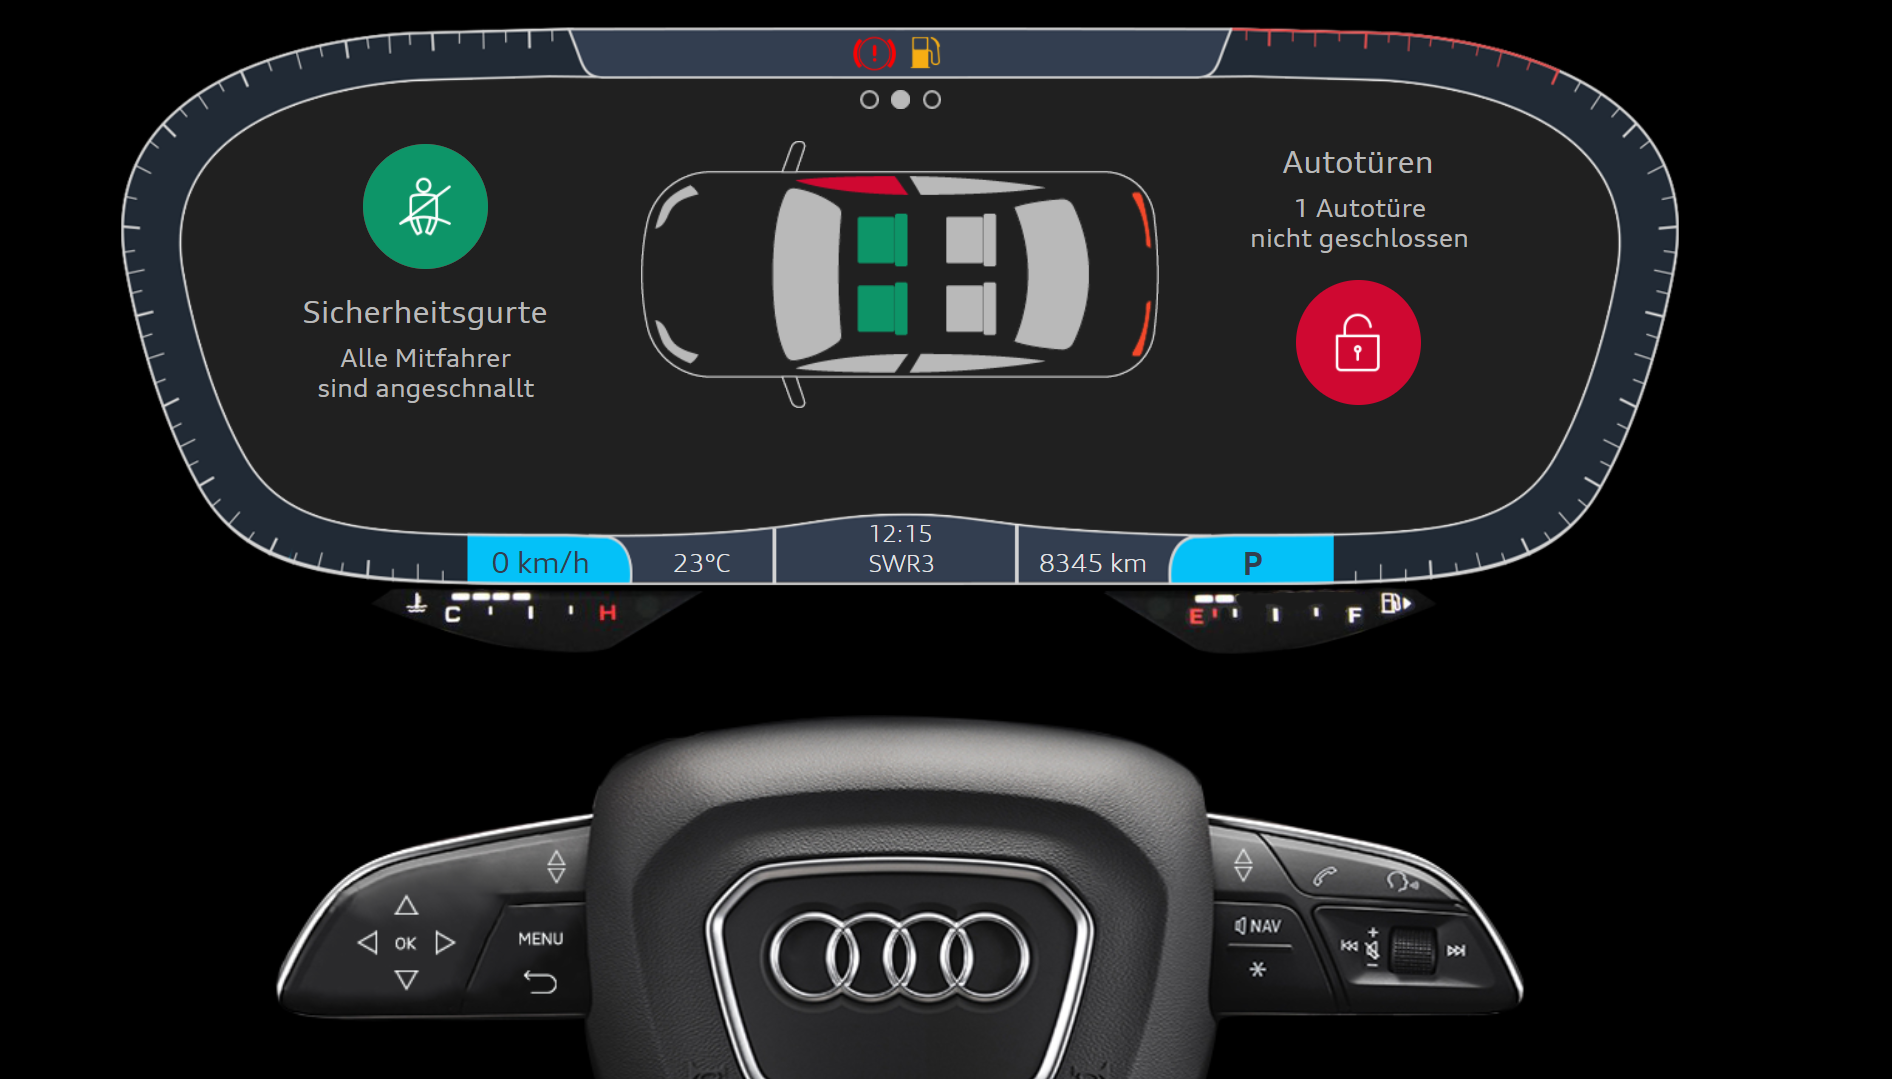 Sicherheitsgurte
Alle Mitfahrer
sind angeschnallt
Autotüren
1 Autotüre
nicht geschlossen
0 km/h
23°C
12:15
SWR3
8345 km
P
C
H
E
F
OK
MENU
NAV